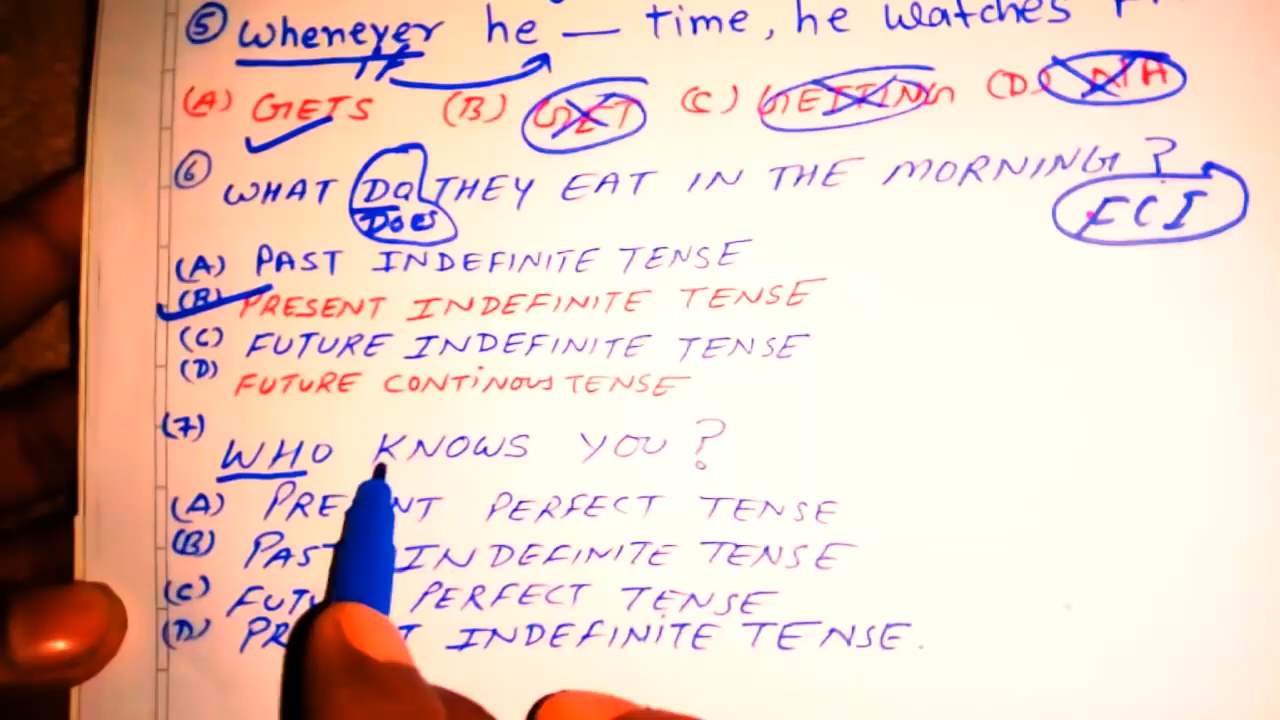 (5) Whenever he — time, he watches
(A) GETS (B) GET (C) GETTING (D) N A
(6) WHAT DO THEY EAT IN THE MORNING?
DOES FCI
(A) PAST INDEFINITE TENSE
(B) PRESENT INDEFINITE TENSE
(C) FUTURE INDEFINITE TENSE
(D) FUTURE CONTINOUS TENSE
(7) WHO KNOWS YOU?
(A) PRE NT PERFECT TENSE
(B) PAST INDEFINITE TENSE
(C) FUTU PERFECT TENSE
(D) PR T INDEFINITE TENSE.